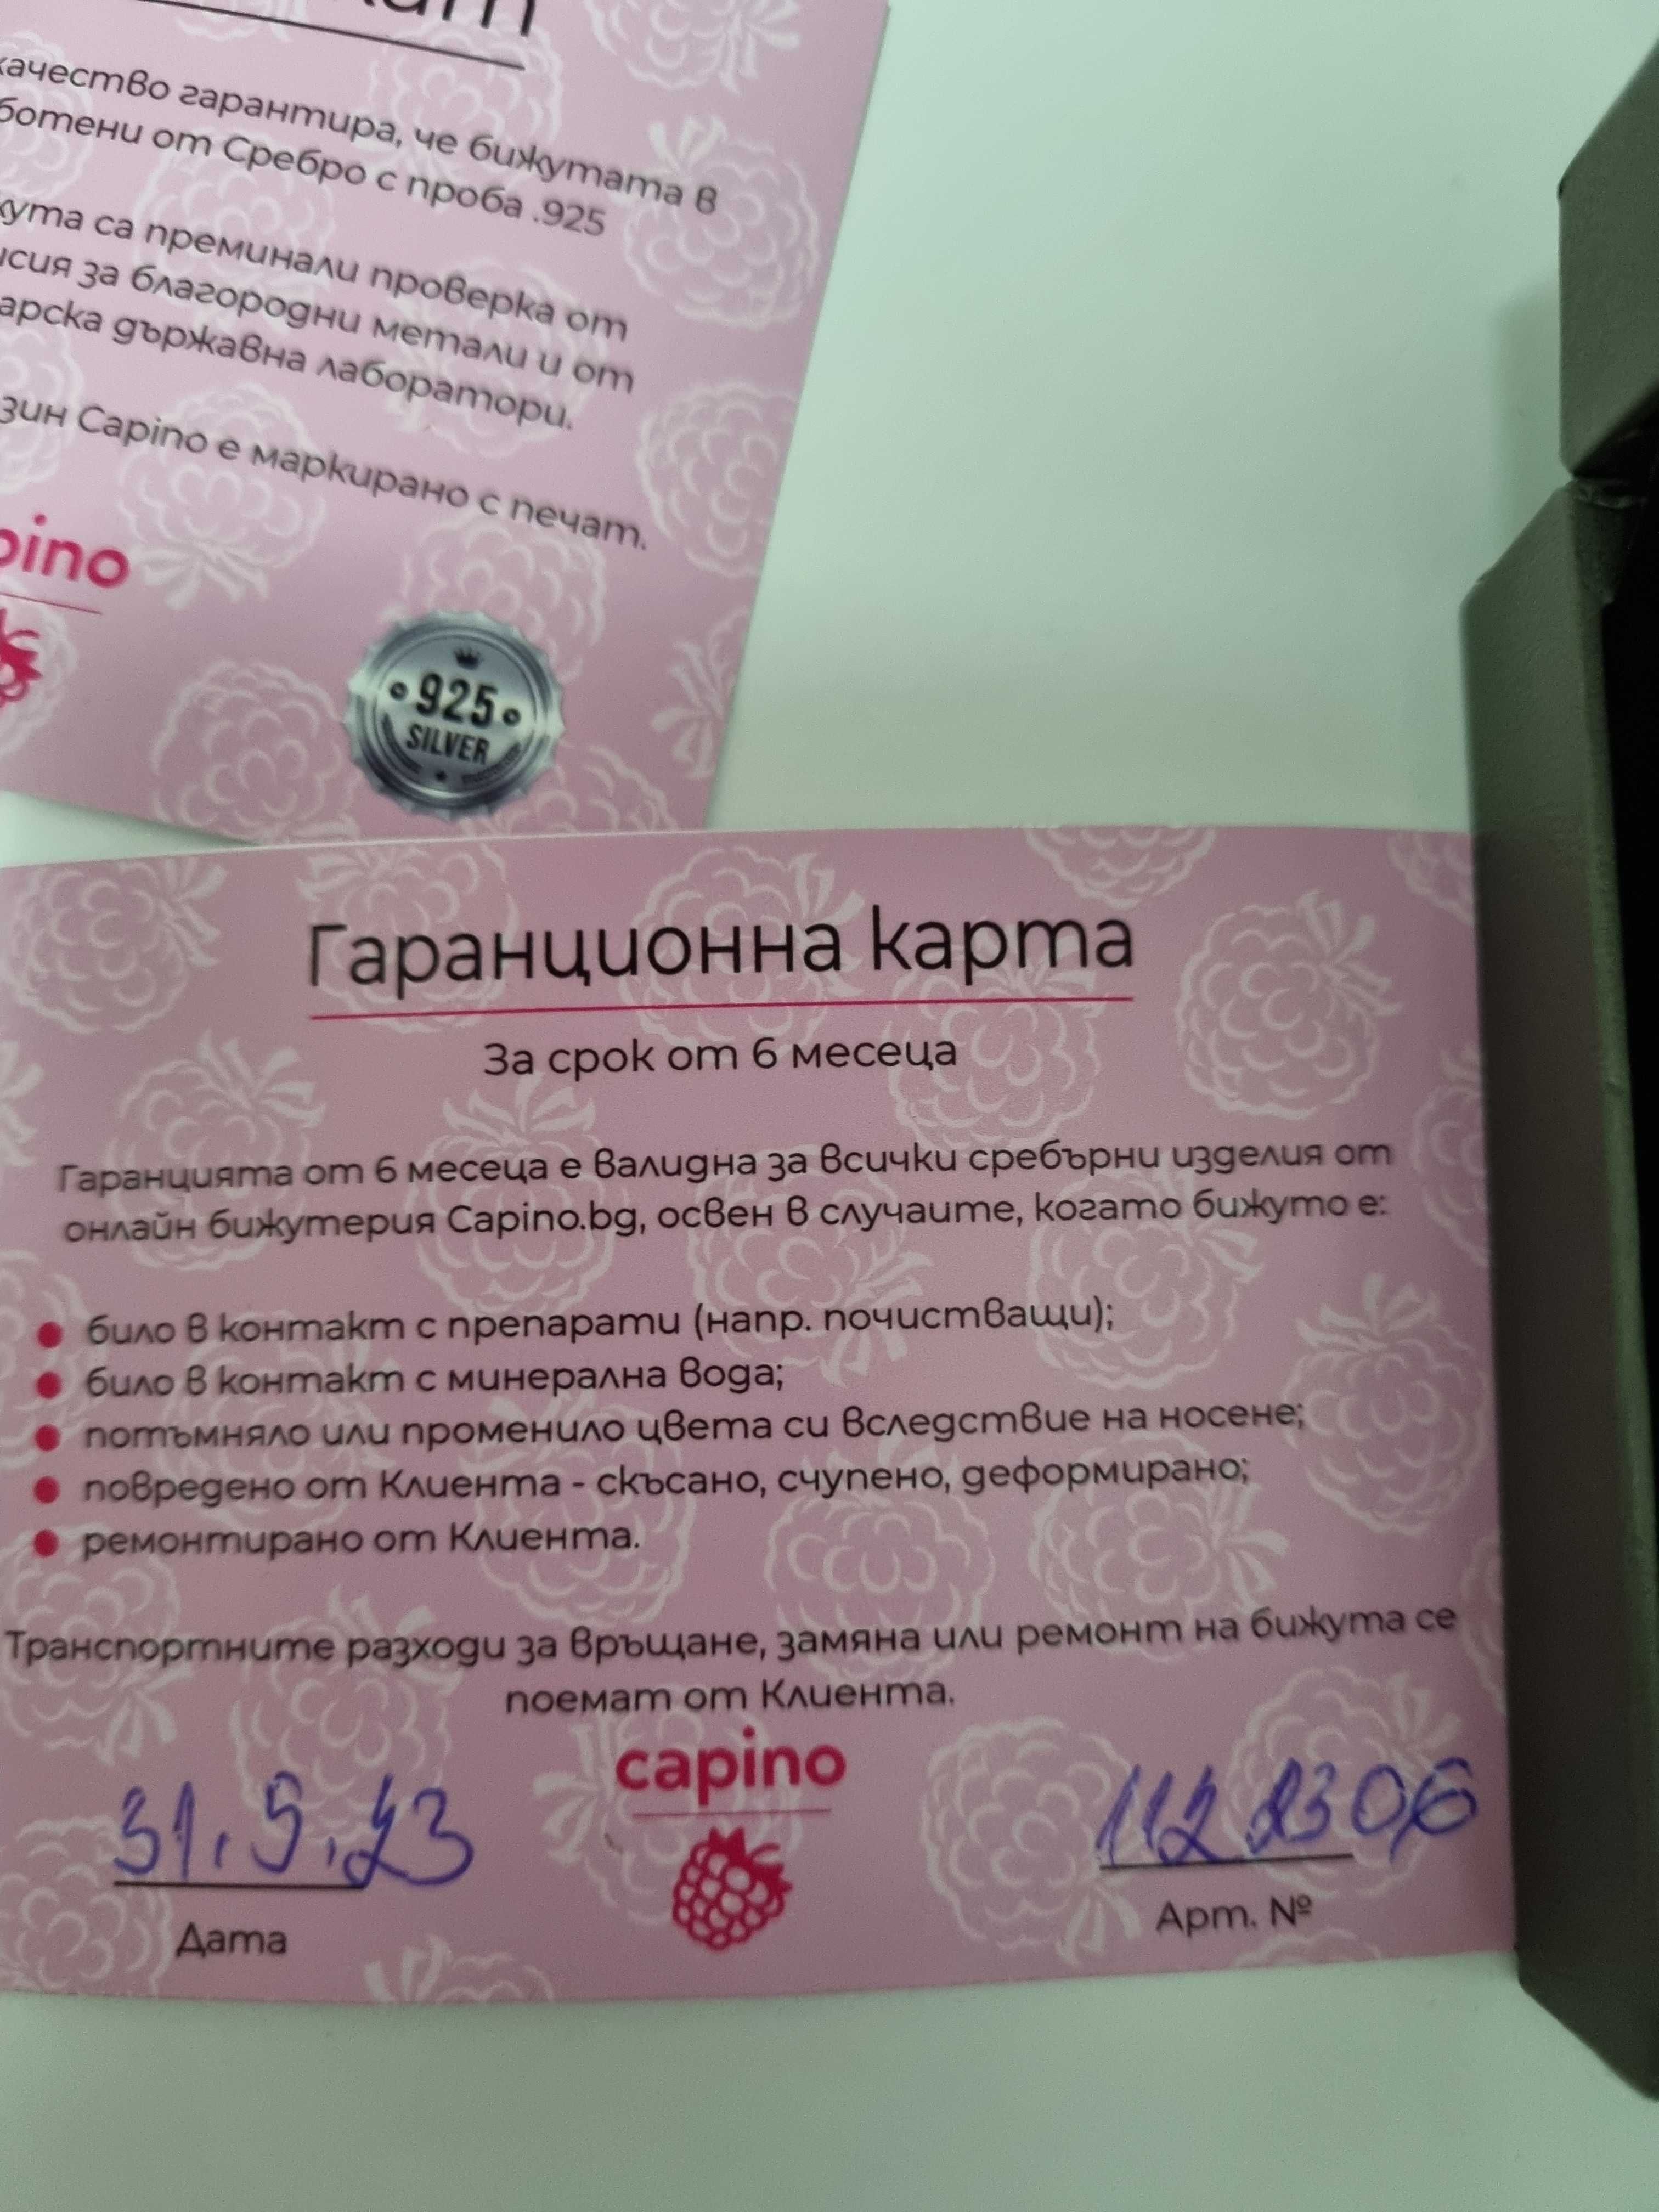 качество гарантира, че бижутата в
ботени от Сребро с проба .925
кута са преминали проверка от
исия за благородни метали и от
арска държавна лаборатори.
зин Capino е маркирано с печат.
pino
925
SILVER
Гаранционна карта
За срок от 6 месеца
Гаранцията от 6 месеца е валидна за всички сребърни изделия от
онлайн бижутерия Capino.bg, освен в случаите, когато бижуто е:
било в контакт с препарати (напр. почистващи);
било в контакт с минерална вода;
потъмняло или променило цвета си вследствие на носене;
повредено от Клиента - скъсано, счупено, деформирано;
ремонтирано от Клиента.
Транспортните разходи за връщане, замяна или ремонт на бижута се
поемат от Клиента.
capino
31.5.23
Дата
Арт. №